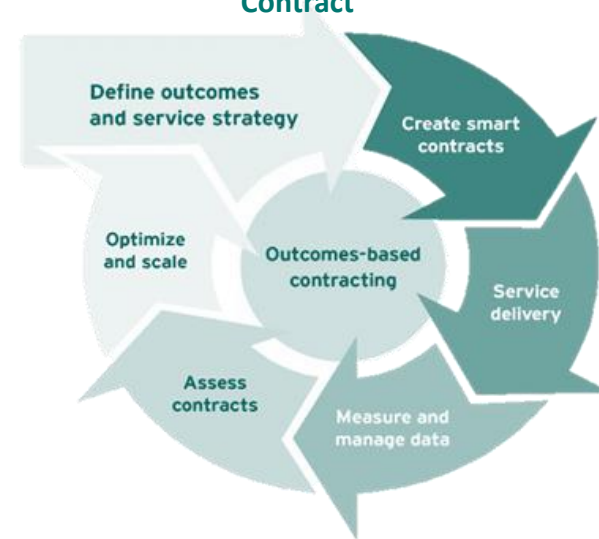 Contract
Define outcomes
and service strategy
Create smart
contracts
Service
delivery
Measure and
manage data
Assess
contracts
Optimize
and scale
Outcomes-based
contracting